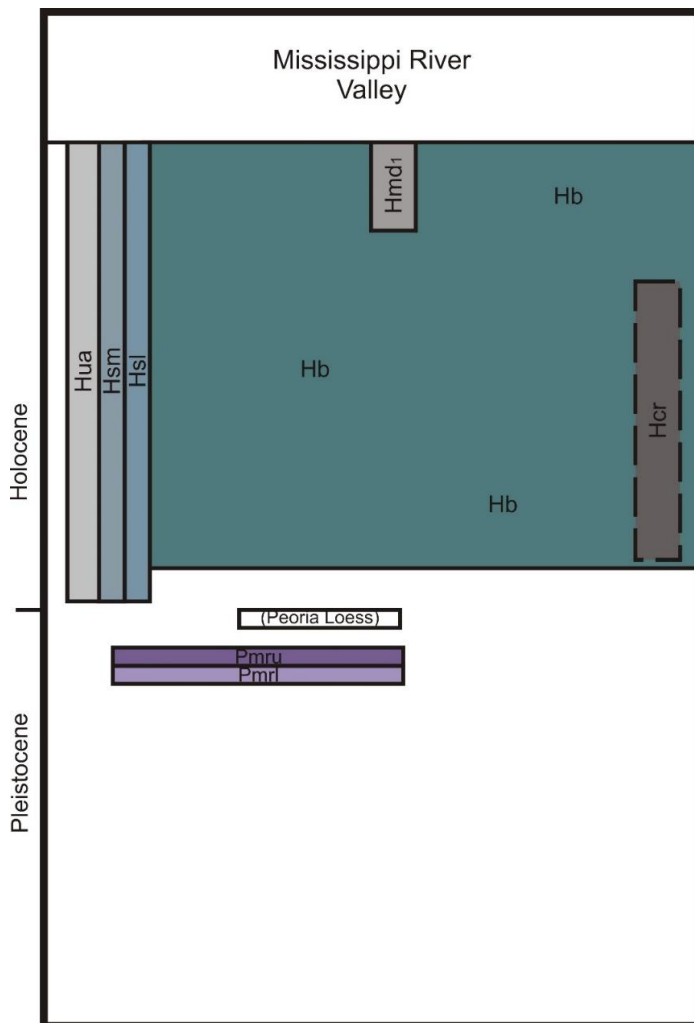 Mississippi River
Valley
Hmd1
Hb
Hua
Hsm
Hsl
Hb
Hcr
Hb
Holocene
(Peoria Loess)
Pmru
Pmrl
Pleistocene